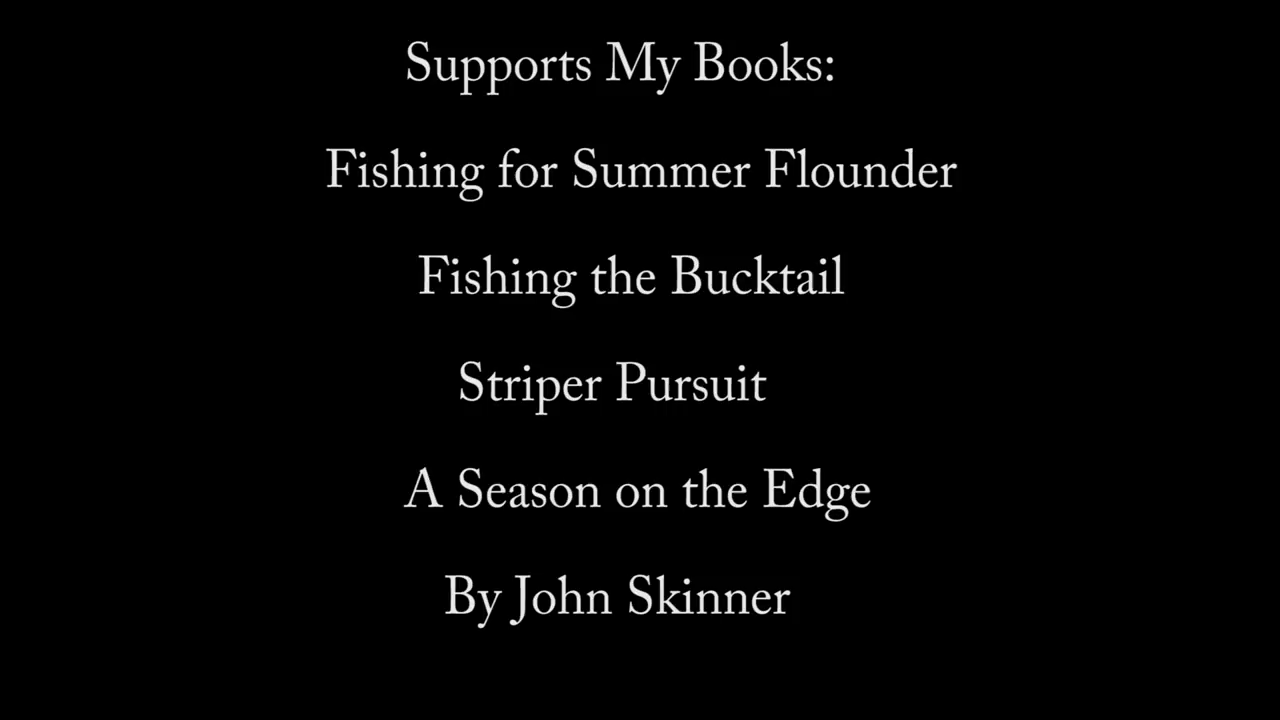 Supports My Books:
Fishing for Summer Flounder
Fishing the Bucktail
Striper Pursuit
A Season on the Edge
By John Skinner